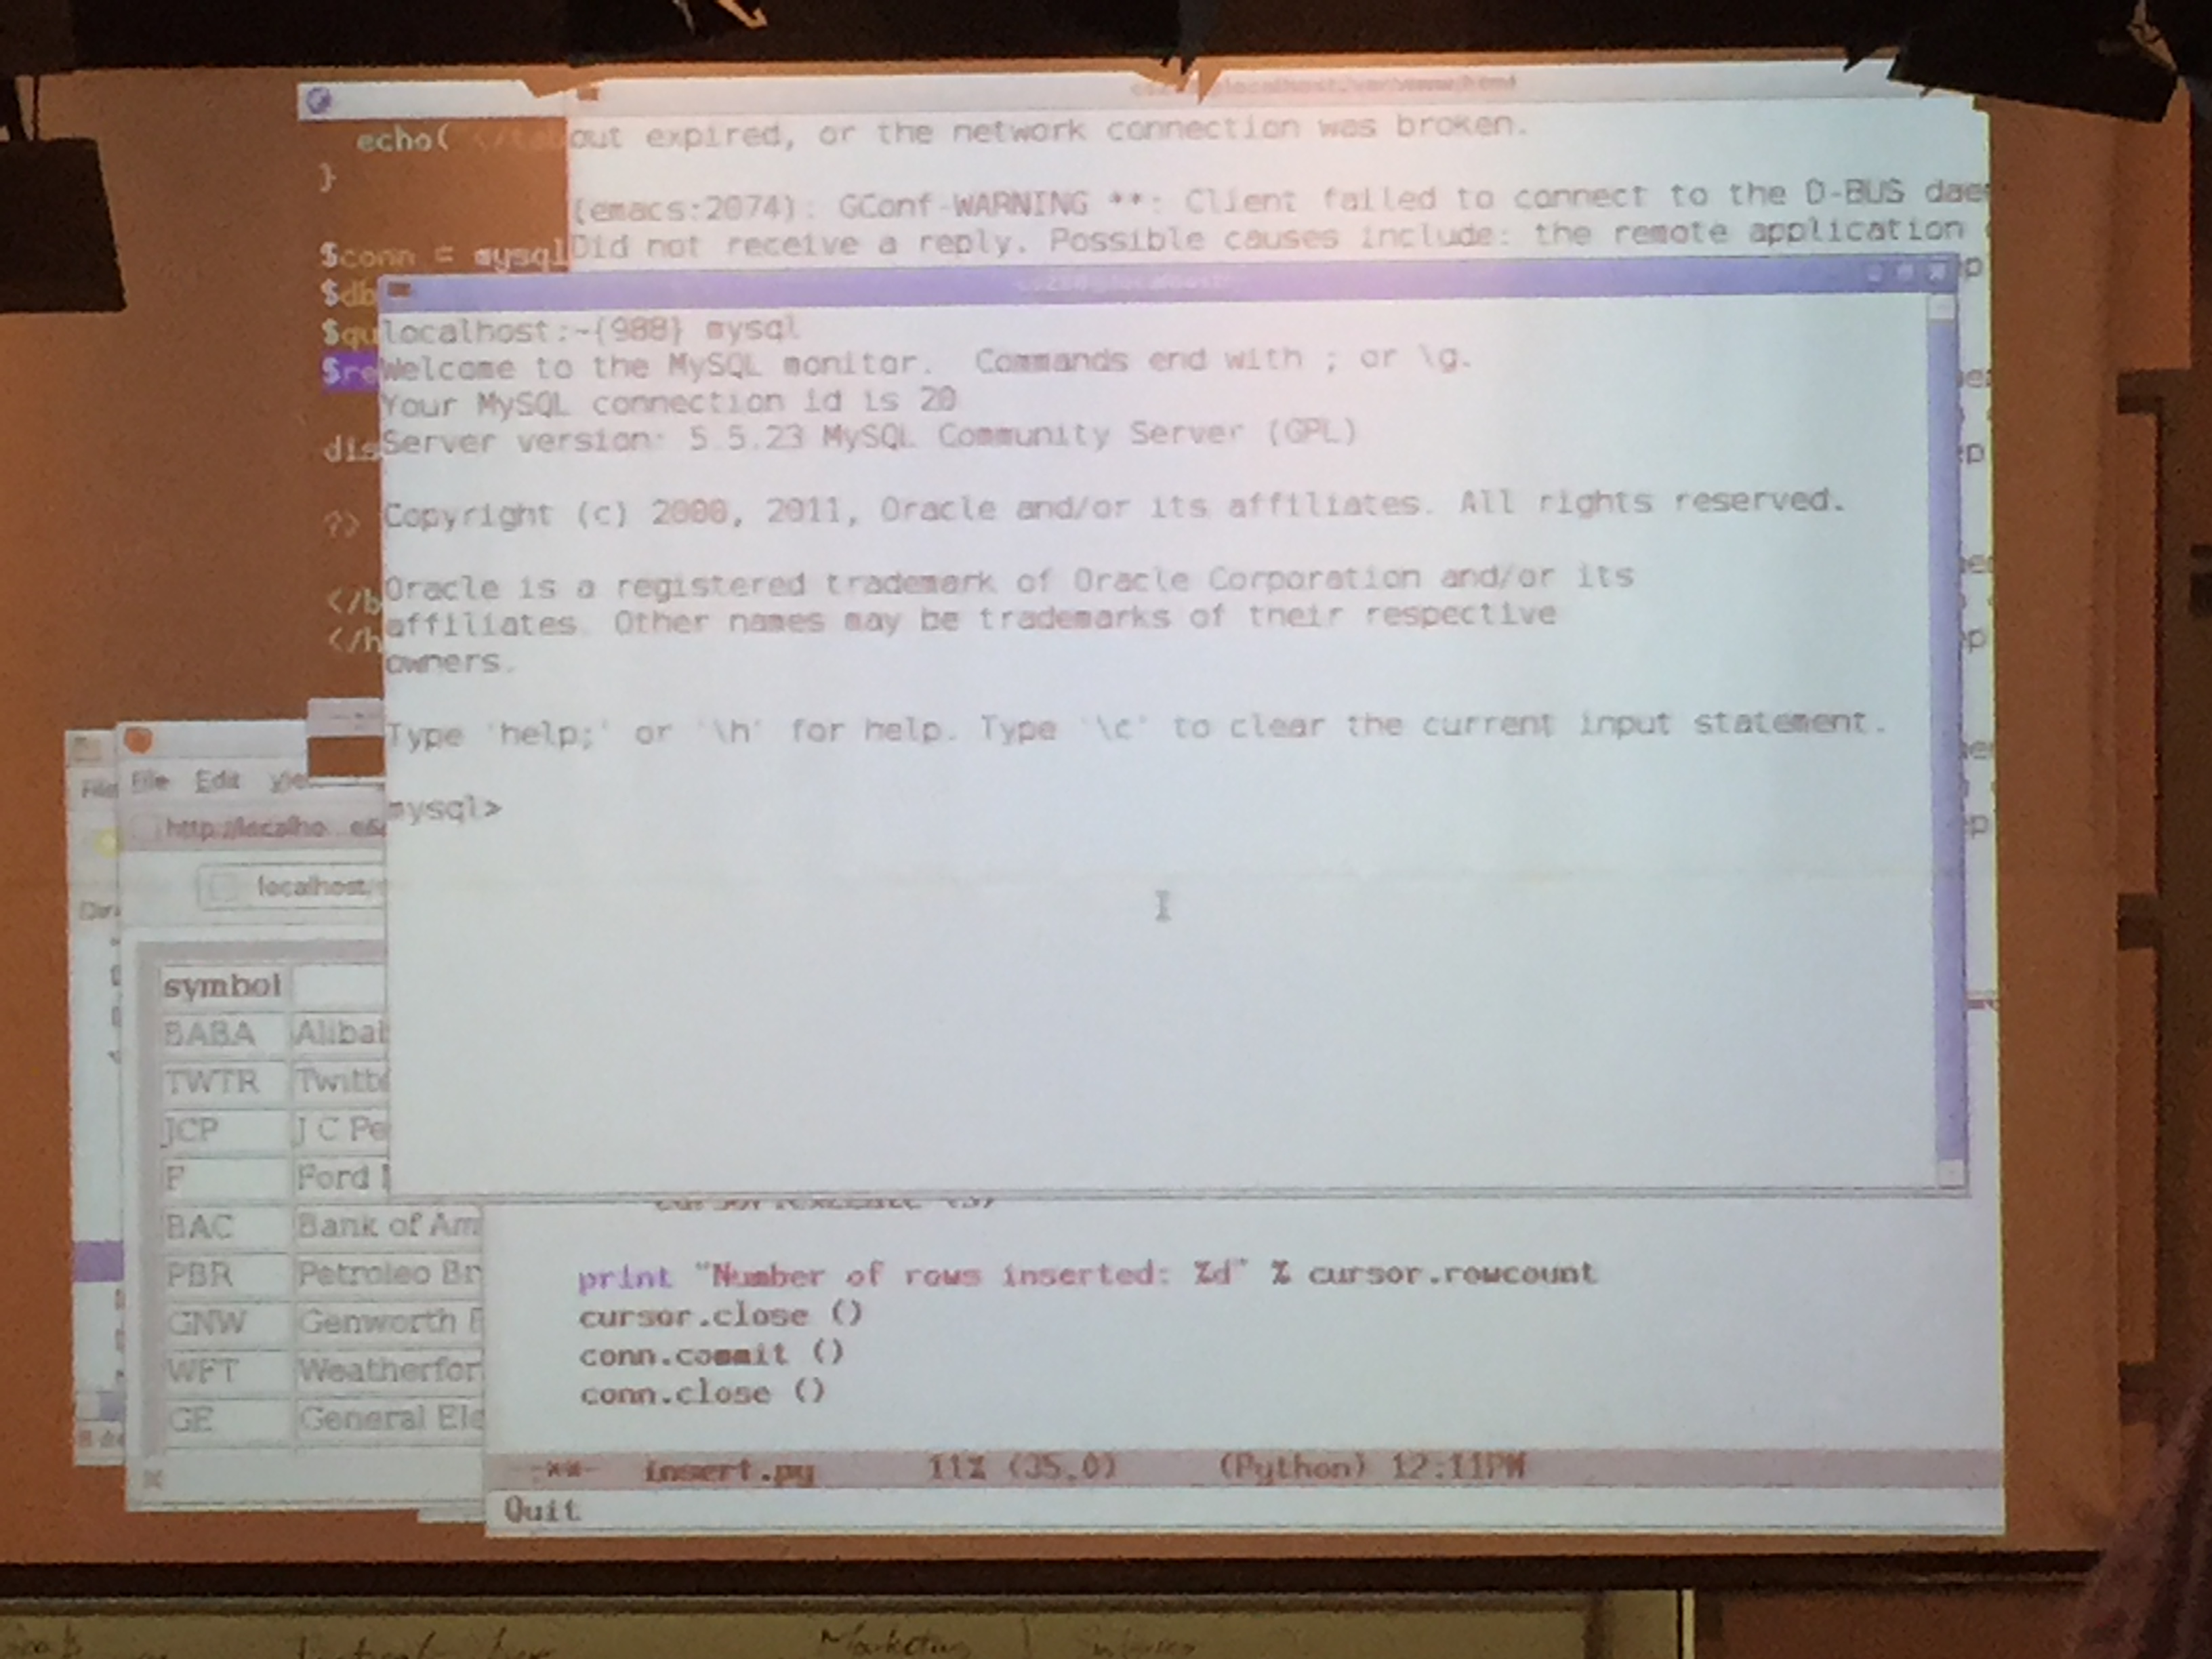 echo( out expired, or the network connection was broken.
}
(emacs:2074): GConf-WARNING **: Client failed to connect to the D-BUS
$conn = mysql Did not receive a reply. Possible causes include: the remote application
$db
$qu localhost:~{988} mysql
$re Welcome to the MySQL monitor.  Commands end with ; or \g.
Your MySQL connection id is 20
dis Server version: 5.5.23 MySQL Community Server (GPL)
?> Copyright (c) 2000, 2011, Oracle and/or its affiliates. All rights reserved.
</b Oracle is a registered trademark of Oracle Corporation and/or its
</h affiliates. Other names may be trademarks of their respective
owners.
Type 'help;' or '\h' for help. Type '\c' to clear the current input statement.
mysql>
File Edit
http://localho
localhost
symbol
BABA
TWTR
JCP J C Pe
F Ford
BAC Bank of Am
PBR Petroleo Br
GNW Genworth
WFT Weatherfor
GE General Ele
print "Number of rows inserted: %d" % cursor.rowcount
cursor.close ()
conn.commit ()
conn.close ()
-:**- insert.py 11% (35,0) (Python) 12:11PM
Quit
Marketing